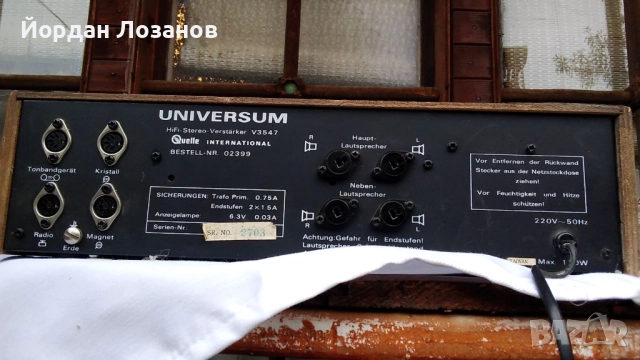 Йордан Лозанов
UNIVERSUM
HiFi-Stereo-Verstärker V3547
Quelle INTERNATIONAL
BESTELL-NR. 02399
Tonbandgerät
Kristall
Radio
Erde
Magnet
SICHERUNGEN: Trafo Prim. 0.75A
Endstufen 2×1.5A
Anzeigelampe: 6.3V 0.03A
Serien-Nr.
SR. NO. 2703
R Haupt- L
Lautsprecher
Neben-
Lautsprecher
R L
Achtung: Gefahr für Endstufen!
Lautsprecher
Vor Entfernen der Rückwand
Stecker aus der Netzsteckdose
ziehen!
Vor Feuchtigkeit und Hitze
schützen!
220V~50Hz
Max.
W
BAZAR